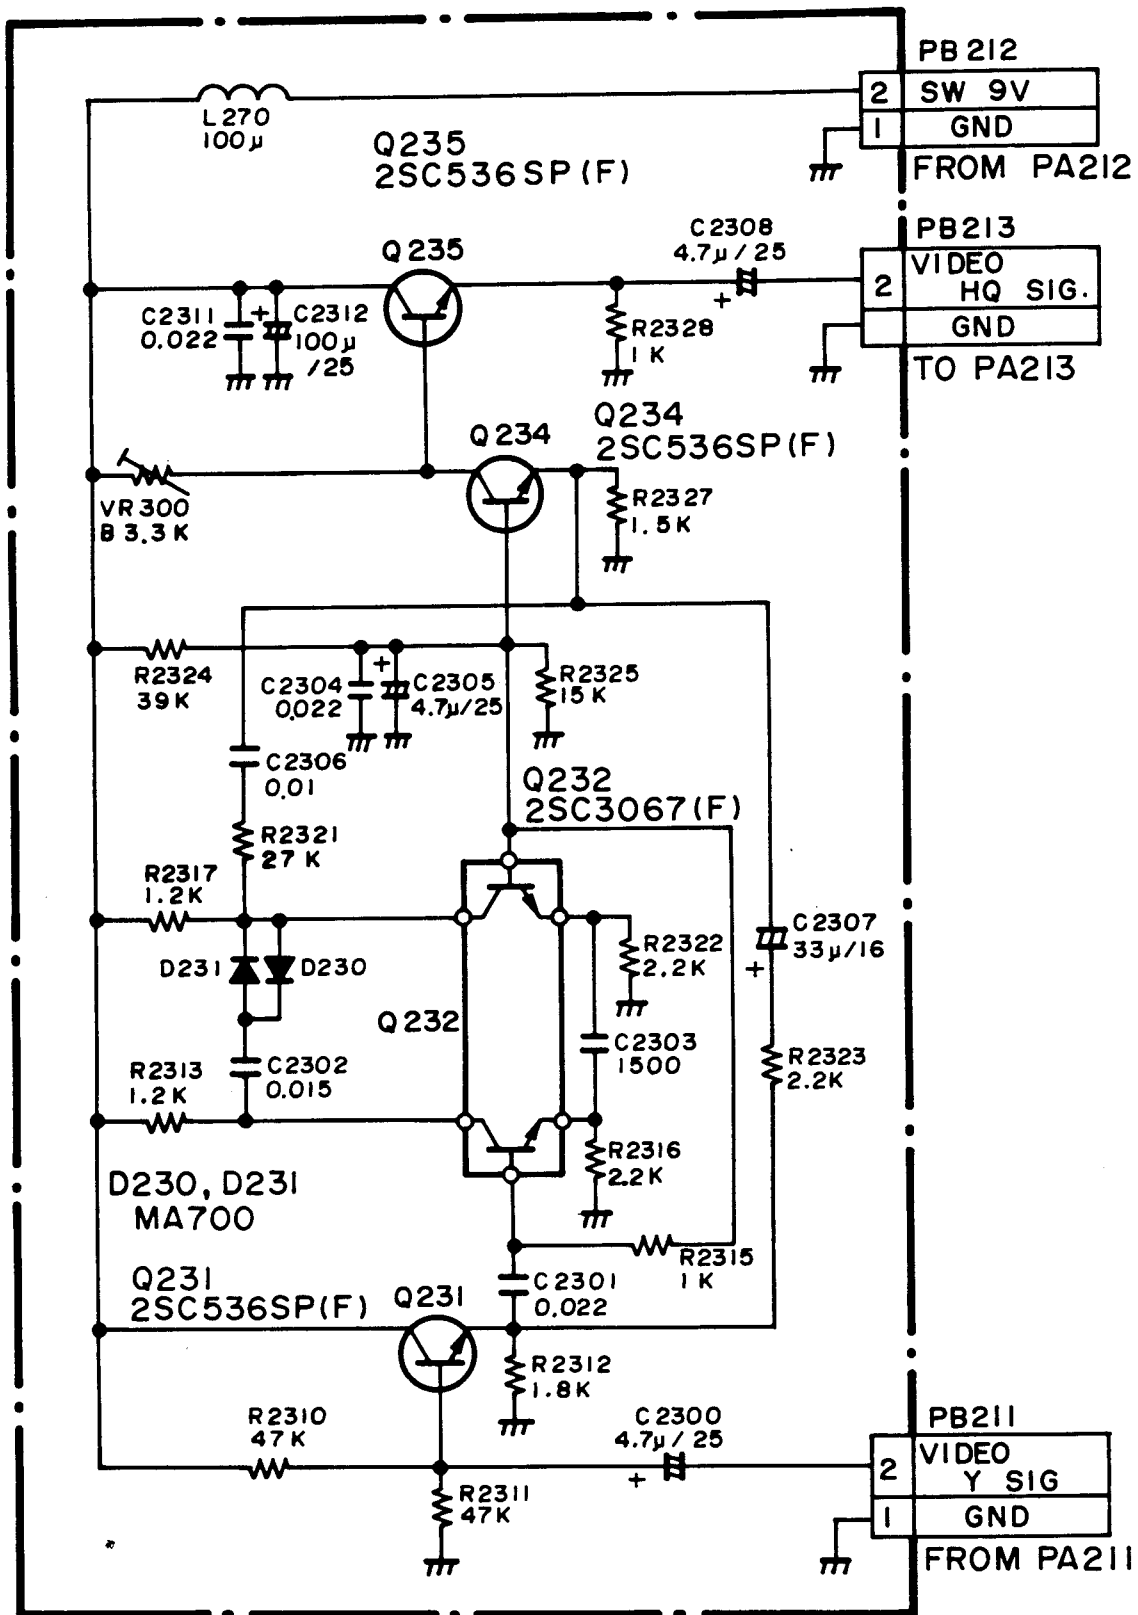 PB212
2 SW 9V
1 GND
FROM PA212
L270
100μ
Q235
2SC536SP(F)
PB213
2 VIDEO
HQ SIG.
GND
TO PA213
Q235
C2308
4.7μ/25
+
C2311
0.022
+
C2312
100μ
/25
R2328
1K
Q234
2SC536SP(F)
Q234
VR300
B 3.3K
R2327
1.5K
R2324
39K
C2304
0.022
+
C2305
4.7μ/25
R2325
15K
C2306
0.01
Q232
2SC3067(F)
R2321
27K
R2317
1.2K
C2307
33μ/16
+
D231
D230
R2322
2.2K
Q232
C2303
1500
R2323
2.2K
R2313
1.2K
C2302
0.015
R2316
2.2K
D230, D231
MA700
R2315
1K
Q231
2SC536SP(F)
Q231
C2301
0.022
R2312
1.8K
R2310
47K
C2300
4.7μ/25
+
PB211
2 VIDEO
Y SIG
1 GND
FROM PA211
R2311
47K